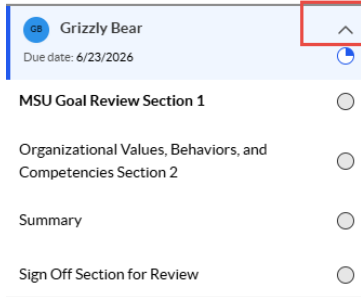 GB Grizzly Bear
Due date: 6/23/2026
MSU Goal Review Section 1
Organizational Values, Behaviors, and
Competencies Section 2
Summary
Sign Off Section for Review